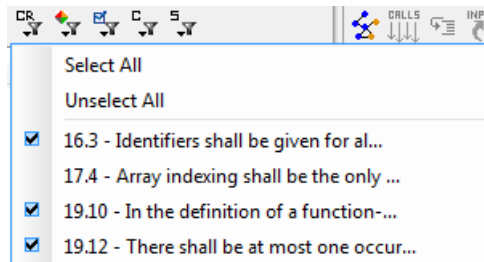 CR C S CALLS INP
Select All
Unselect All
16.3 - Identifiers shall be given for al...
17.4 - Array indexing shall be the only ...
19.10 - In the definition of a function-...
19.12 - There shall be at most one occur...